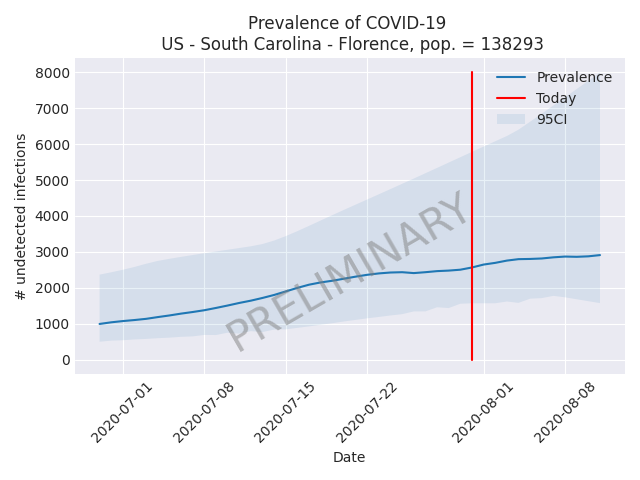 Prevalence of COVID-19
US - South Carolina - Florence, pop. = 138293
# undetected infections
8000
7000
6000
5000
4000
3000
2000
1000
0
Prevalence
Today
95CI
PRELIMINARY
2020-07-01
2020-07-08
2020-07-15
2020-07-22
2020-08-01
2020-08-08
Date